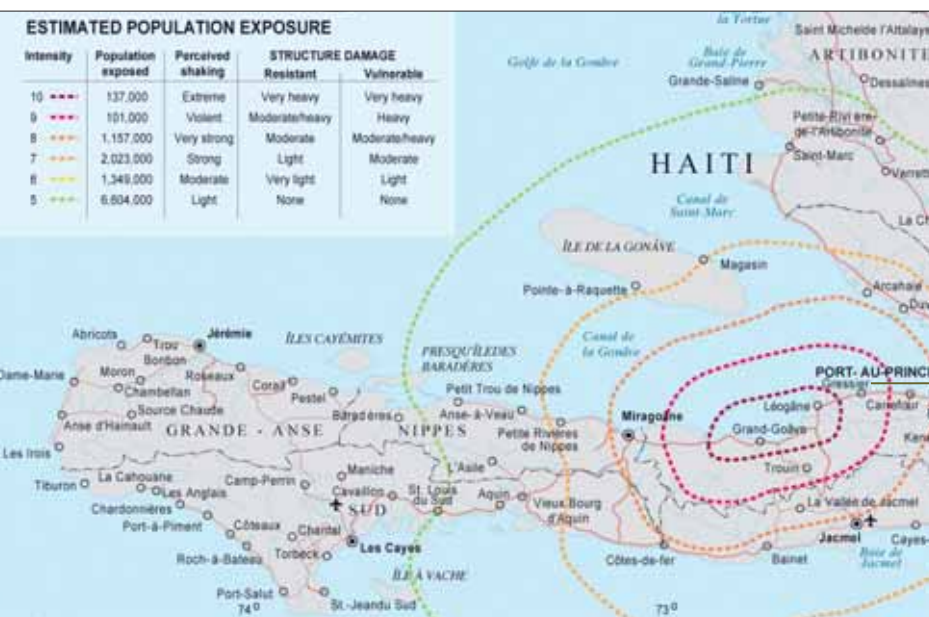 ESTIMATED POPULATION EXPOSURE
Intensity Population exposed Perceived shaking STRUCTURE DAMAGE Resistant Vulnerable
10 137,000 Extreme Very heavy Very heavy
9 101,000 Violent Moderate/heavy Heavy
8 1,157,000 Very strong Moderate Moderate/heavy
7 2,023,000 Strong Light Moderate
6 1,349,000 Moderate Very light Light
5 6,604,000 Light None None
la Tortue
Saint Michelde l'Attalaye
ARTIBONITE
Golfe de la Gonâve
Baie de
Grand-Pierre
Grande-Saline
Dessalines
Petite-Rivière-
de-l'Artibonite
HAITI
Saint-Marc
Verrett
Canal de
Saint-Marc
La Ch
ÎLE DE LA GONÂVE
Magasin
Pointe-à-Raquette
Arcahaie
Duv
Abricots
Trou
Bonbon
Jérémie
ÎLES CAYÉMITES
Canal de
la Gonâve
Dame-Marie
Moron
Chambellan
Roseaux
Corail
Pestel
PRESQU'ÎLEDES
BARADÈRES
PORT-AU-PRINC
Gressier
Petit Trou de Nippes
Léogâne
Carrefour
Source Chaude
Anse d'Hainault
Baradères
Anse-à-Veau
Miragoâne
GRANDE-ANSE
NIPPES
Petite Rivières
de Nippes
Grand-Goâve
Kens
Les Irois
L'Asile
Trouin
Tiburon
La Cahouane
Les Anglais
Camp-Perrin
Maniche
Cavaillon
St. Louis
du Sud
Aquin
Vieux Bourg
d'Aquin
La Vallée de Jacmel
Chardonnières
Port-à-Piment
SUD
Côteaux
Chantal
Jacmel
Cayes-
Roch-à-Bateau
Torbeck
Les Cayes
Côtes-de-fer
Bainet
Baie de
Jacmel
ÎLE À VACHE
Port-Salut
St.-Jeandu Sud
74°
73°